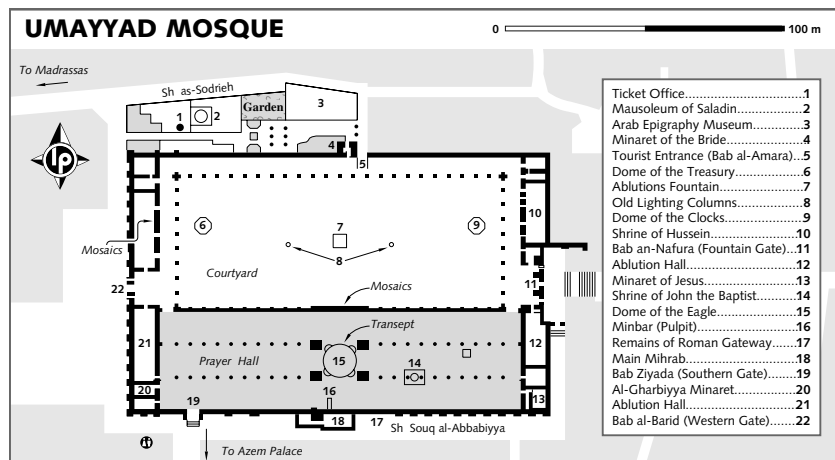 UMAYYAD MOSQUE
0 100 m
To Madrassas
Sh as-Sodrieh
Garden
3
1
2
4
5
lp
6
7
9
10
8
Mosaics
Courtyard
Mosaics
22
11
Transept
21
Prayer Hall
15
14
12
20
19
16
13
18
17
Sh Souq al-Abbabiyya
To Azem Palace
Ticket Office..............................1
Mausoleum of Saladin..............2
Arab Epigraphy Museum..........3
Minaret of the Bride..................4
Tourist Entrance (Bab al-Amara)..5
Dome of the Treasury...............6
Ablutions Fountain....................7
Old Lighting Columns...............8
Dome of the Clocks..................9
Shrine of Hussein....................10
Bab an-Nafura (Fountain Gate)..11
Ablution Hall...........................12
Minaret of Jesus......................13
Shrine of John the Baptist........14
Dome of the Eagle..................15
Minbar (Pulpit)........................16
Remains of Roman Gateway....17
Main Mihrab...........................18
Bab Ziyada (Southern Gate).....19
Al-Gharbiyya Minaret..............20
Ablution Hall...........................21
Bab al-Barid (Western Gate)....22